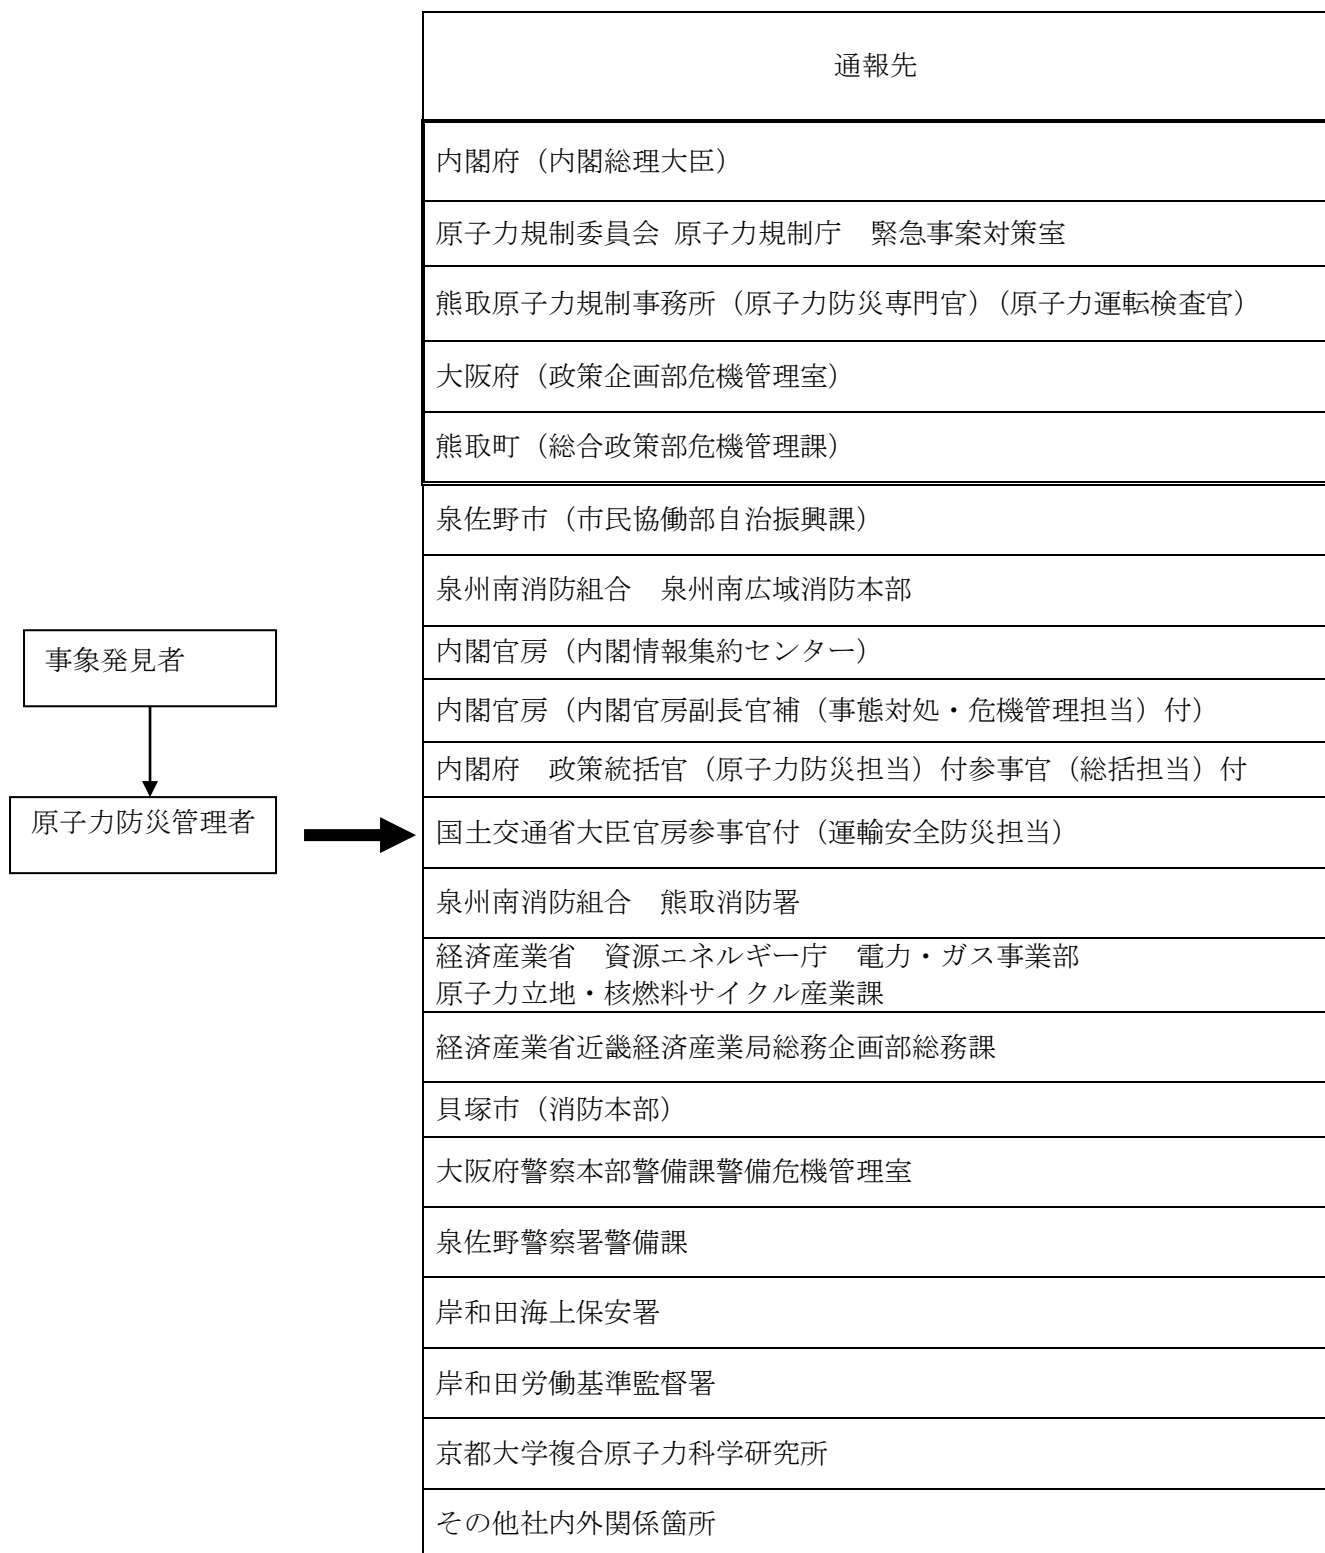 通報先
内閣府（内閣総理大臣）
原子力規制委員会 原子力規制庁　緊急事案対策室
熊取原子力規制事務所（原子力防災専門官）（原子力運転検査官）
大阪府（政策企画部危機管理室）
熊取町（総合政策部危機管理課）
泉佐野市（市民協働部自治振興課）
泉州南消防組合　泉州南広域消防本部
内閣官房（内閣情報集約センター）
内閣官房（内閣官房副長官補（事態対処・危機管理担当）付）
内閣府　政策統括官（原子力防災担当）付参事官（総括担当）付
国土交通省大臣官房参事官付（運輸安全防災担当）
泉州南消防組合　熊取消防署
経済産業省　資源エネルギー庁　電力・ガス事業部
原子力立地・核燃料サイクル産業課
経済産業省近畿経済産業局総務企画部総務課
貝塚市（消防本部）
大阪府警察本部警備課警備危機管理室
泉佐野警察署警備課
岸和田海上保安署
岸和田労働基準監督署
京都大学複合原子力科学研究所
その他社内外関係箇所
事象発見者
原子力防災管理者